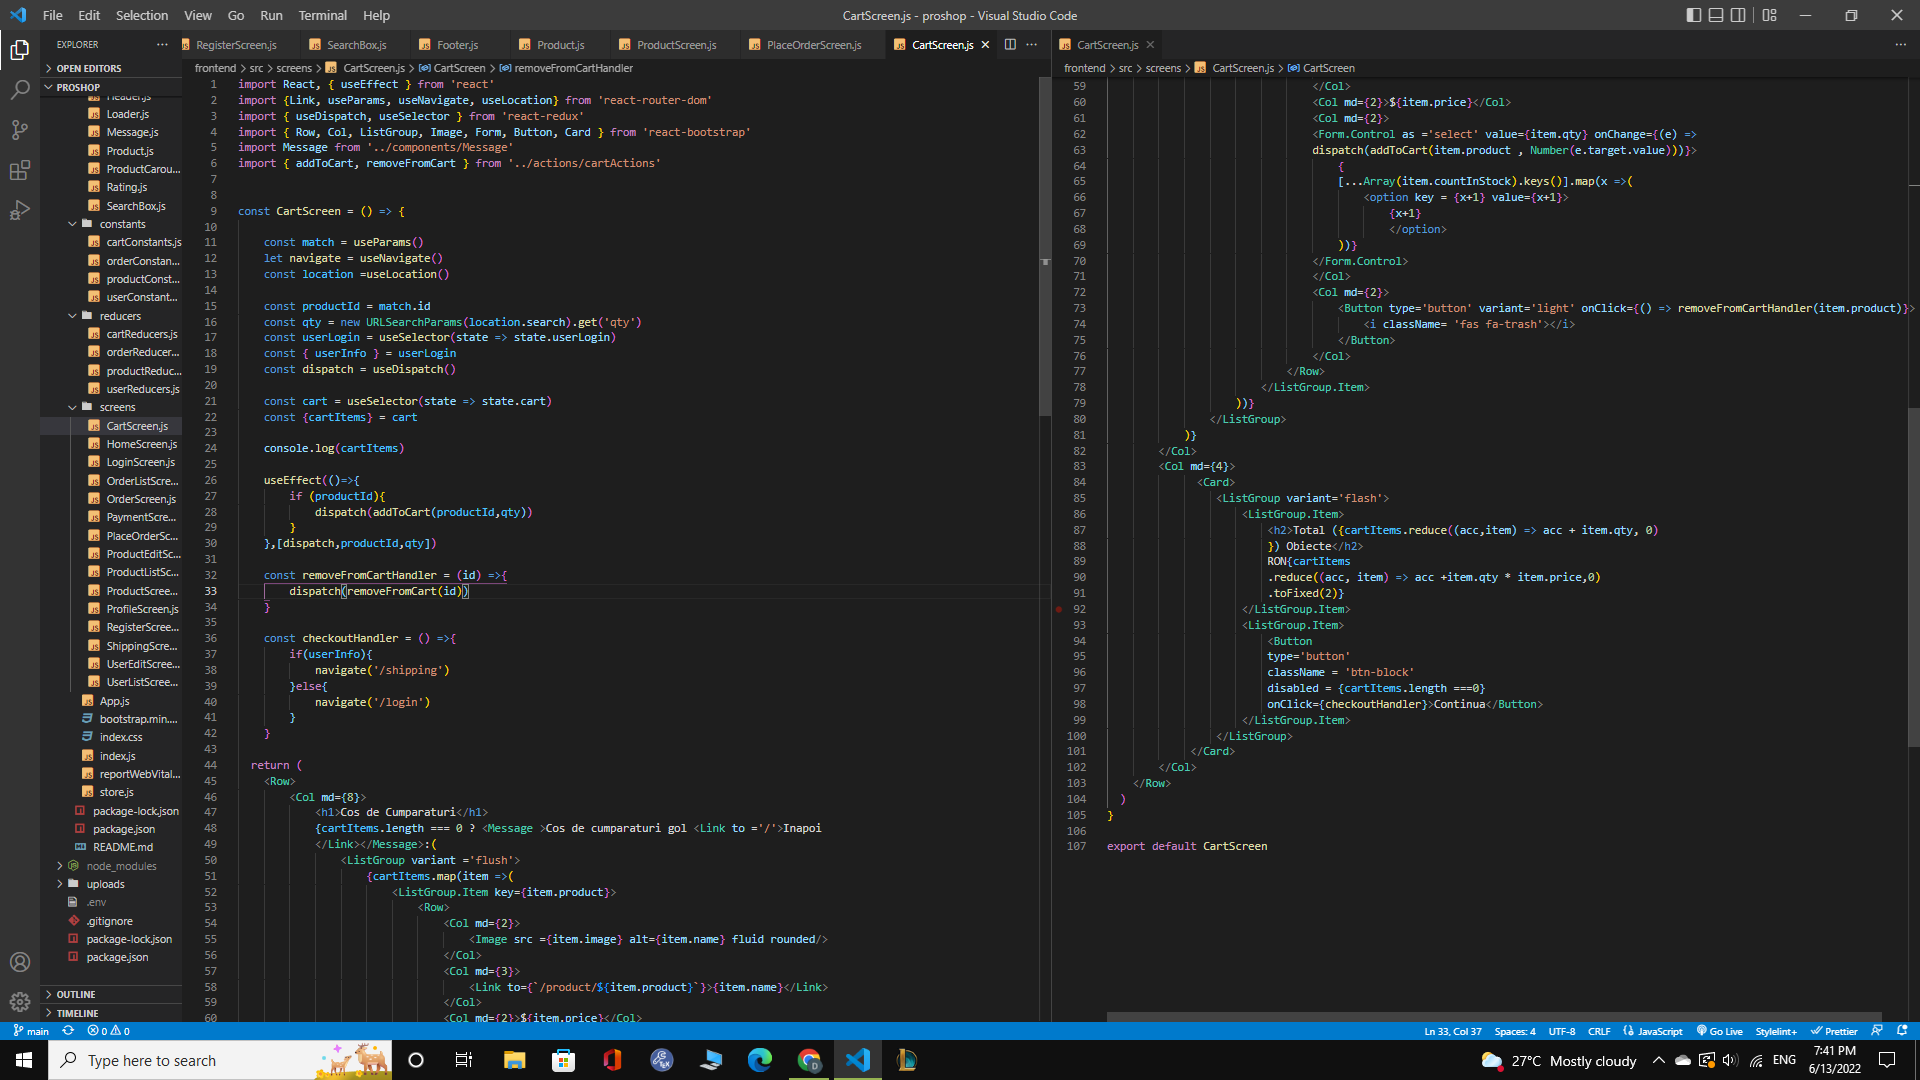 File Edit Selection View Go Run Terminal Help
CartScreen.js - proshop - Visual Studio Code
EXPLORER
OPEN EDITORS
PROSHOP
Header.js
Loader.js
Message.js
Product.js
ProductCarou...
Rating.js
SearchBox.js
constants
cartConstants.js
orderConstan...
productConst...
userConstant...
reducers
cartReducers.js
orderReducer...
productReduc...
userReducers.js
screens
CartScreen.js
HomeScreen.js
LoginScreen.js
OrderListScre...
OrderScreen.js
PaymentScre...
PlaceOrderSc...
ProductEditSc...
ProductListSc...
ProductScree...
ProfileScreen.js
RegisterScree...
ShippingScre...
UserEditScree...
UserListScree...
App.js
bootstrap.min....
index.css
index.js
reportWebVital...
store.js
package-lock.json
package.json
README.md
node_modules
uploads
.env
.gitignore
package-lock.json
package.json
OUTLINE
TIMELINE
RegisterScreen.js SearchBox.js Footer.js Product.js ProductScreen.js PlaceOrderScreen.js CartScreen.js
frontend > src > screens > CartScreen.js > CartScreen > removeFromCartHandler
1 import React, { useEffect } from 'react'
2 import {Link, useParams, useNavigate, useLocation} from 'react-router-dom'
3 import { useDispatch, useSelector } from 'react-redux'
4 import { Row, Col, ListGroup, Image, Form, Button, Card } from 'react-bootstrap'
5 import Message from '../components/Message'
6 import { addToCart, removeFromCart } from '../actions/cartActions'
7
8
9 const CartScreen = () => {
10
11 const match = useParams()
12 let navigate = useNavigate()
13 const location =useLocation()
14
15 const productId = match.id
16 const qty = new URLSearchParams(location.search).get('qty')
17 const userLogin = useSelector(state => state.userLogin)
18 const { userInfo } = userLogin
19 const dispatch = useDispatch()
20
21 const cart = useSelector(state => state.cart)
22 const {cartItems} = cart
23
24 console.log(cartItems)
25
26 useEffect(()=>{
27 if (productId){
28 dispatch(addToCart(productId,qty))
29 }
30 },[dispatch,productId,qty])
31
32 const removeFromCartHandler = (id) =>{
33 dispatch(removeFromCart(id))
34 }
35
36 const checkoutHandler = () =>{
37 if(userInfo){
38 navigate('/shipping')
39 }else{
40 navigate('/login')
41 }
42 }
43
44 return (
45 <Row>
46 <Col md={8}>
47 <h1>Cos de Cumparaturi</h1>
48 {cartItems.length === 0 ? <Message >Cos de cumparaturi gol <Link to ='/'>Inapoi
49 </Link></Message>:(
50 <ListGroup variant ='flush'>
51 {cartItems.map(item =>(
52 <ListGroup.Item key={item.product}>
53 <Row>
54 <Col md={2}>
55 <Image src ={item.image} alt={item.name} fluid rounded/>
56 </Col>
57 <Col md={3}>
58 <Link to={`/product/${item.product}`}>{item.name}</Link>
59 </Col>
60 <Col md={2}>${item.price}</Col>
CartScreen.js
frontend > src > screens > CartScreen.js > CartScreen
59 </Col>
60 <Col md={2}>${item.price}</Col>
61 <Col md={2}>
62 <Form.Control as ='select' value={item.qty} onChange={(e) =>
63 dispatch(addToCart(item.product , Number(e.target.value)))}>
64 {
65 [...Array(item.countInStock).keys()].map(x =>(
66 <option key = {x+1} value={x+1}>
67 {x+1}
68 </option>
69 ))}
70 </Form.Control>
71 </Col>
72 <Col md={2}>
73 <Button type='button' variant='light' onClick={() => removeFromCartHandler(item.product)}>
74 <i className= 'fas fa-trash'></i>
75 </Button>
76 </Col>
77 </Row>
78 </ListGroup.Item>
79 ))}
80 </ListGroup>
81 )}
82 </Col>
83 <Col md={4}>
84 <Card>
85 <ListGroup variant='flash'>
86 <ListGroup.Item>
87 <h2>Total ({cartItems.reduce((acc,item) => acc + item.qty, 0)
88 }) Obiecte</h2>
89 RON{cartItems
90 .reduce((acc, item) => acc +item.qty * item.price,0)
91 .toFixed(2)}
92 </ListGroup.Item>
93 <ListGroup.Item>
94 <Button
95 type='button'
96 className = 'btn-block'
97 disabled = {cartItems.length ===0}
98 onClick={checkoutHandler}>Continua</Button>
99 </ListGroup.Item>
100 </ListGroup>
101 </Card>
102 </Col>
103 </Row>
104 )
105 }
106
107 export default CartScreen
main 0 0 Ln 33, Col 37 Spaces: 4 UTF-8 CRLF JavaScript Go Live Stylelint+ Prettier
Type here to search 27°C Mostly cloudy ENG 7:41 PM
6/13/2022